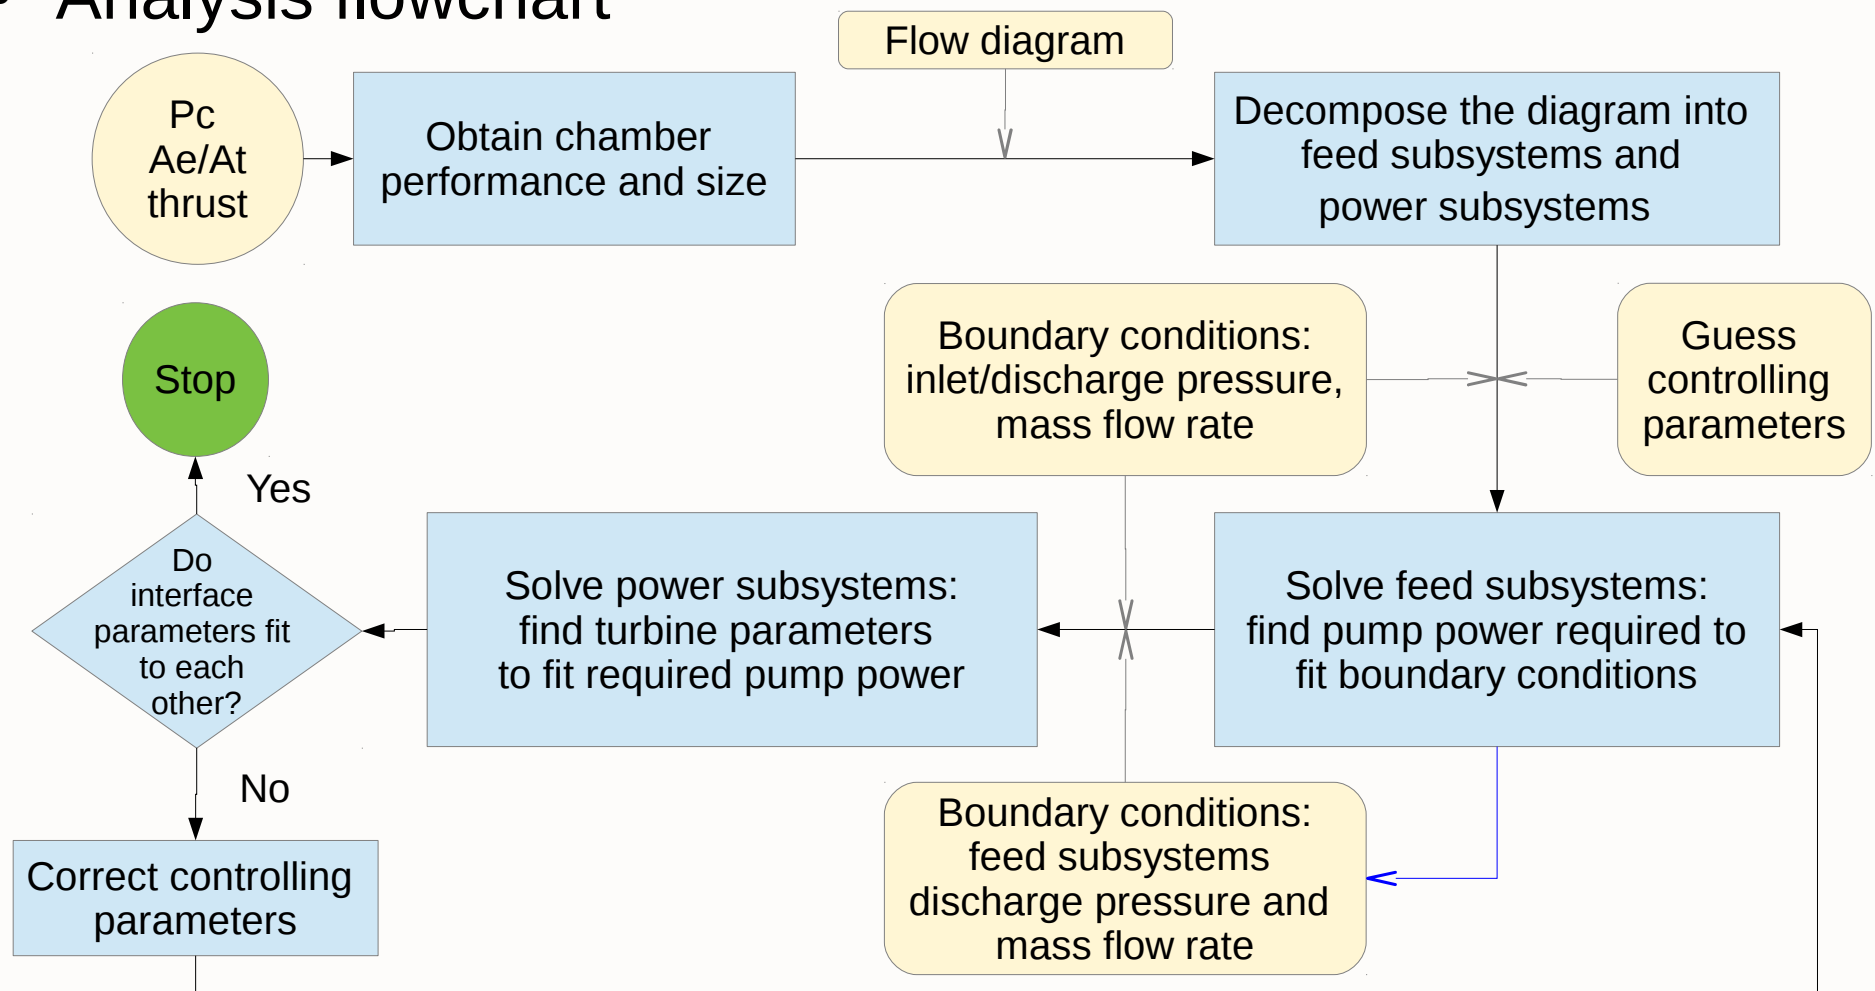 Analysis flowchart
Flow diagram
Pc
Ae/At
thrust
Obtain chamber
performance and size
Decompose the diagram into
feed subsystems and
power subsystems
Stop
Boundary conditions:
inlet/discharge pressure,
mass flow rate
Guess
controlling
parameters
Yes
Do
interface
parameters fit
to each
other?
Solve power subsystems:
find turbine parameters
to fit required pump power
Solve feed subsystems:
find pump power required to
fit boundary conditions
No
Correct controlling
parameters
Boundary conditions:
feed subsystems
discharge pressure and
mass flow rate